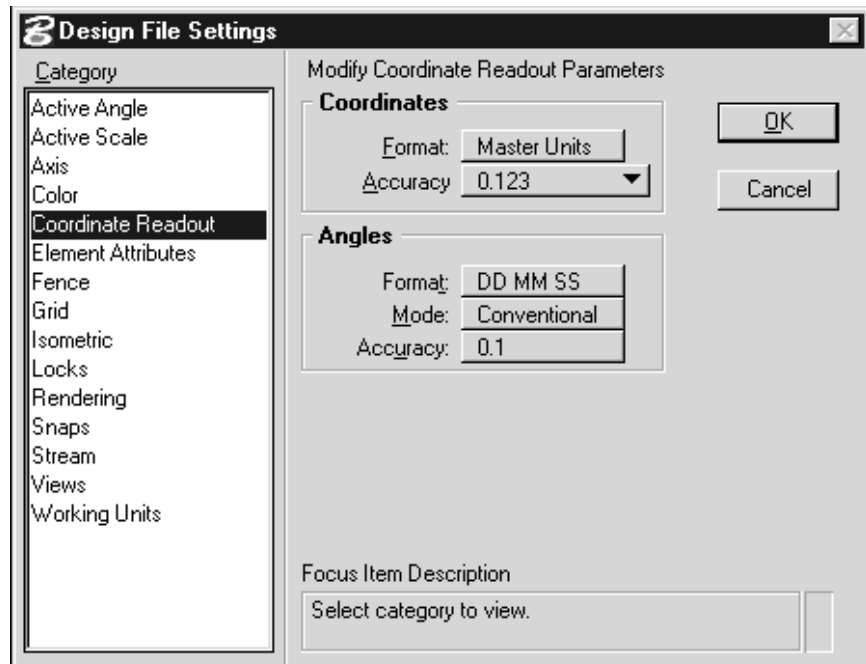 Design File Settings
Category
Active Angle
Active Scale
Axis
Color
Coordinate Readout
Element Attributes
Fence
Grid
Isometric
Locks
Rendering
Snaps
Stream
Views
Working Units
Modify Coordinate Readout Parameters
Coordinates
Format: Master Units
Accuracy 0.123
Angles
Format: DD MM SS
Mode: Conventional
Accuracy: 0.1
OK
Cancel
Focus Item Description
Select category to view.